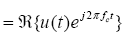 = ℜ{u(t)e^{j2πf_c t}